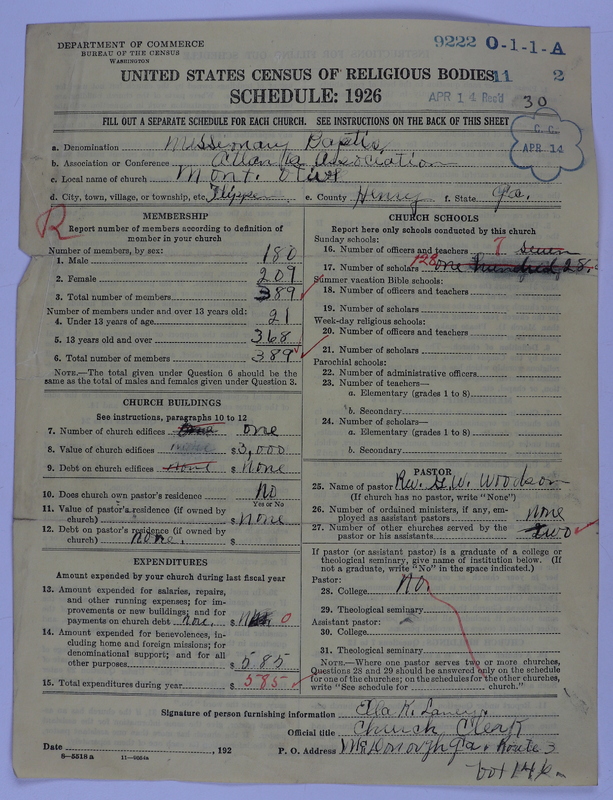 DEPARTMENT OF COMMERCE
BUREAU OF THE CENSUS
WASHINGTON
9222 O-1-1-A
UNITED STATES CENSUS OF RELIGIOUS BODIES
11 2
SCHEDULE: 1926
APR 14 Rec'd
30
FILL OUT A SEPARATE SCHEDULE FOR EACH CHURCH. SEE INSTRUCTIONS ON THE BACK OF THIS SHEET
C. C.
APR 14
a. Denomination Missionary Baptis
b. Association or Conference Association
c. Local name of church Mont. Olive
d. City, town, village, or township, etc. e. County Henry f. State Ga.
R
MEMBERSHIP
Report number of members according to definition of
member in your church
Number of members, by sex:
1. Male 180
2. Female 209
3. Total number of members 389
Number of members under and over 13 years old:
4. Under 13 years of age 21
5. 13 years old and over 368
6. Total number of members 389
NOTE.—The total given under Question 6 should be the
same as the total of males and females given under Question 3.
CHURCH BUILDINGS
See instructions, paragraphs 10 to 12
7. Number of church edifices one
8. Value of church edifices $3,000
9. Debt on church edifices none $ None
10. Does church own pastor's residence No
Yes or No
11. Value of pastor's residence (if owned by
church) $ None
12. Debt on pastor's residence (if owned by
church) none. $
EXPENDITURES
Amount expended by your church during last fiscal year
13. Amount expended for salaries, repairs,
and other running expenses; for im-
provements or new buildings; and for
payments on church debt none. $ 0
14. Amount expended for benevolences, in-
cluding home and foreign missions; for
denominational support; and for all
other purposes $ 585
15. Total expenditures during year $ 585
CHURCH SCHOOLS
Report here only schools conducted by this church
Sunday schools:
16. Number of officers and teachers 7 seven
17. Number of scholars 128 one hundred 28
Summer vacation Bible schools:
18. Number of officers and teachers
19. Number of scholars
Week-day religious schools:
20. Number of officers and teachers
21. Number of scholars
Parochial schools:
22. Number of administrative officers
23. Number of teachers—
a. Elementary (grades 1 to 8)
b. Secondary
24. Number of scholars—
a. Elementary (grades 1 to 8)
b. Secondary
PASTOR
25. Name of pastor Rev. G. W. Woodson
(If church has no pastor, write "None")
26. Number of ordained ministers, if any, em-
ployed as assistant pastors none
27. Number of other churches served by the
pastor or his assistants two
If pastor (or assistant pastor) is a graduate of a college or
theological seminary, give name of institution below. (If
not a graduate, write "No" in the space indicated.)
Pastor:
28. College No.
29. Theological seminary
Assistant pastor:
30. College
31. Theological seminary
NOTE.—Where one pastor serves two or more churches,
Questions 28 and 29 should be answered only on the schedule
for one of the churches; on the schedules for the other churches,
write "See schedule for church."
Signature of person furnishing information Ella K. Laney.
Official title Church Clerk
Date , 192 P. O. Address McDonough Ga. Route 3
8—5518 a 11—9054a
box 146